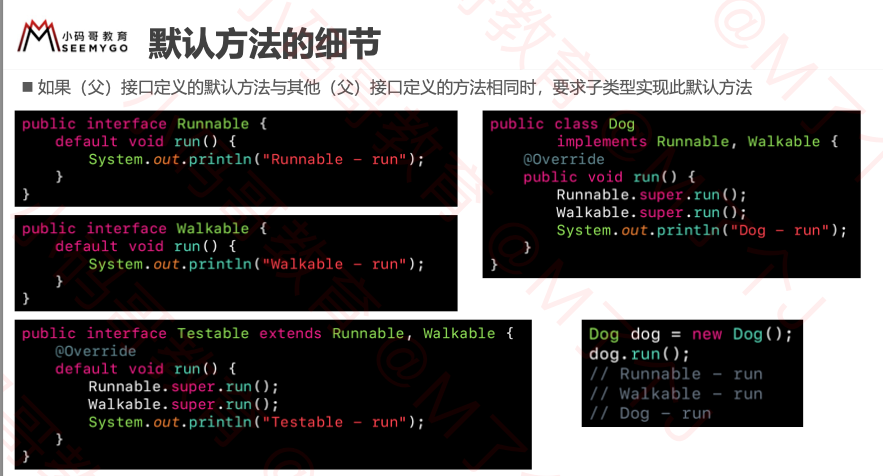 小码哥教育
SEEMYGO
默认方法的细节
■ 如果（父）接口定义的默认方法与其他（父）接口定义的方法相同时，要求子类型实现此默认方法
public interface Runnable {
default void run() {
System.out.println("Runnable - run");
}
}
public interface Walkable {
default void run() {
System.out.println("Walkable - run");
}
}
public interface Testable extends Runnable, Walkable {
@Override
default void run() {
Runnable.super.run();
Walkable.super.run();
System.out.println("Testable - run");
}
}
public class Dog
implements Runnable, Walkable {
@Override
public void run() {
Runnable.super.run();
Walkable.super.run();
System.out.println("Dog - run");
}
}
Dog dog = new Dog();
dog.run();
// Runnable - run
// Walkable - run
// Dog - run